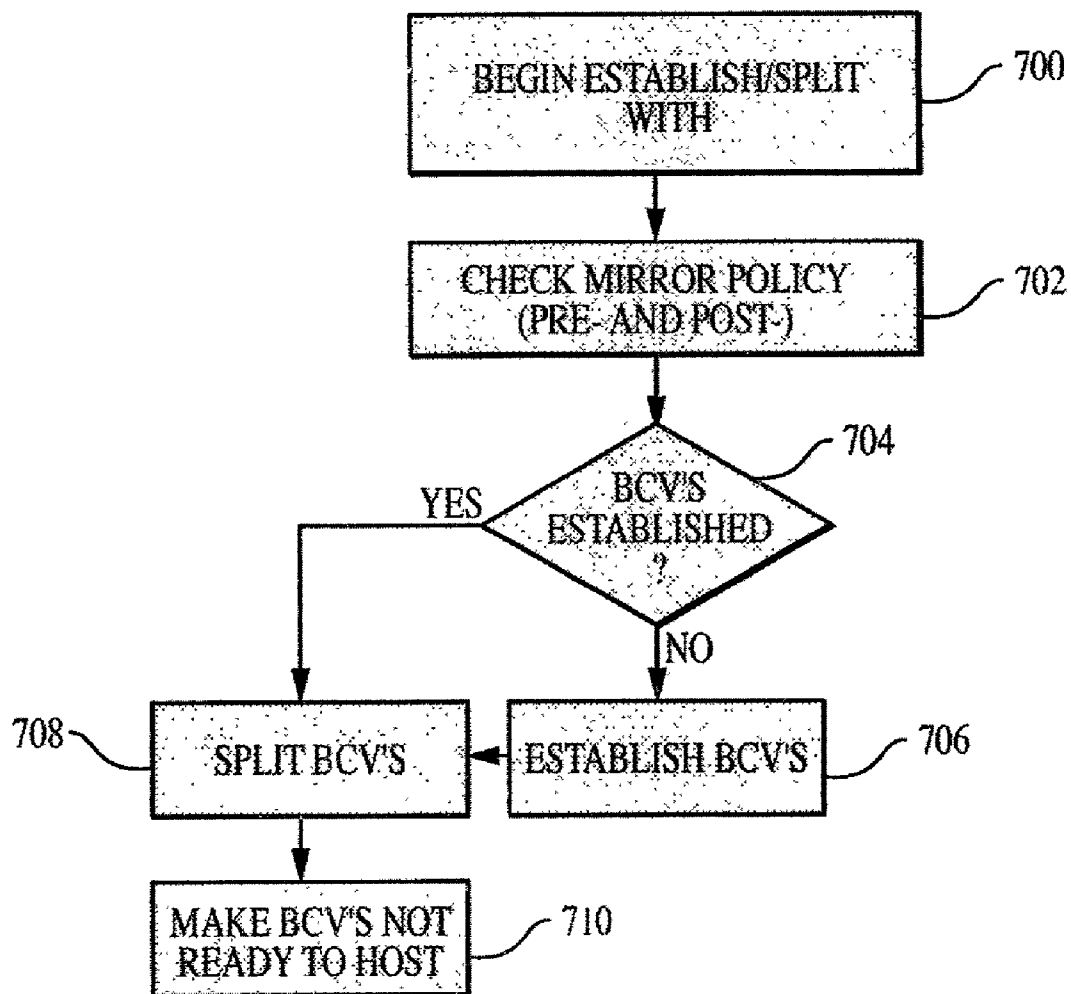 BEGIN ESTABLISH/SPLIT
WITH
700
CHECK MIRROR POLICY
(PRE- AND POST-)
702
704
BCV'S
ESTABLISHED
?
YES
NO
708
SPLIT BCV'S
ESTABLISH BCV'S
706
MAKE BCV'S NOT
READY TO HOST
710